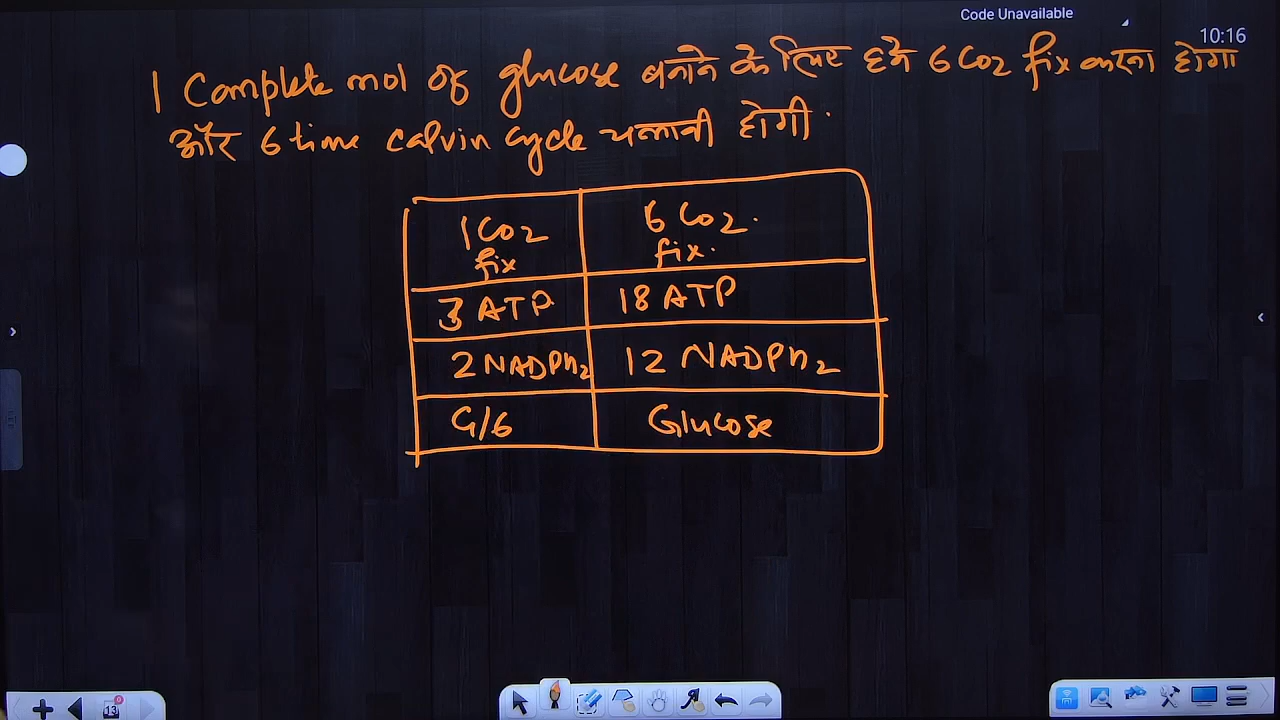 Code Unavailable
10:16
1 Complete mol of glucose बनाने के लिए हमे 6 Co2 fix करना होगा
और 6 time calvin cycle चलानी होगी.
1 Co2 fix
6 Co2. fix.
3 ATP
18 ATP
2 NADPH2
12 NADPH2
G/6
Glucose
13